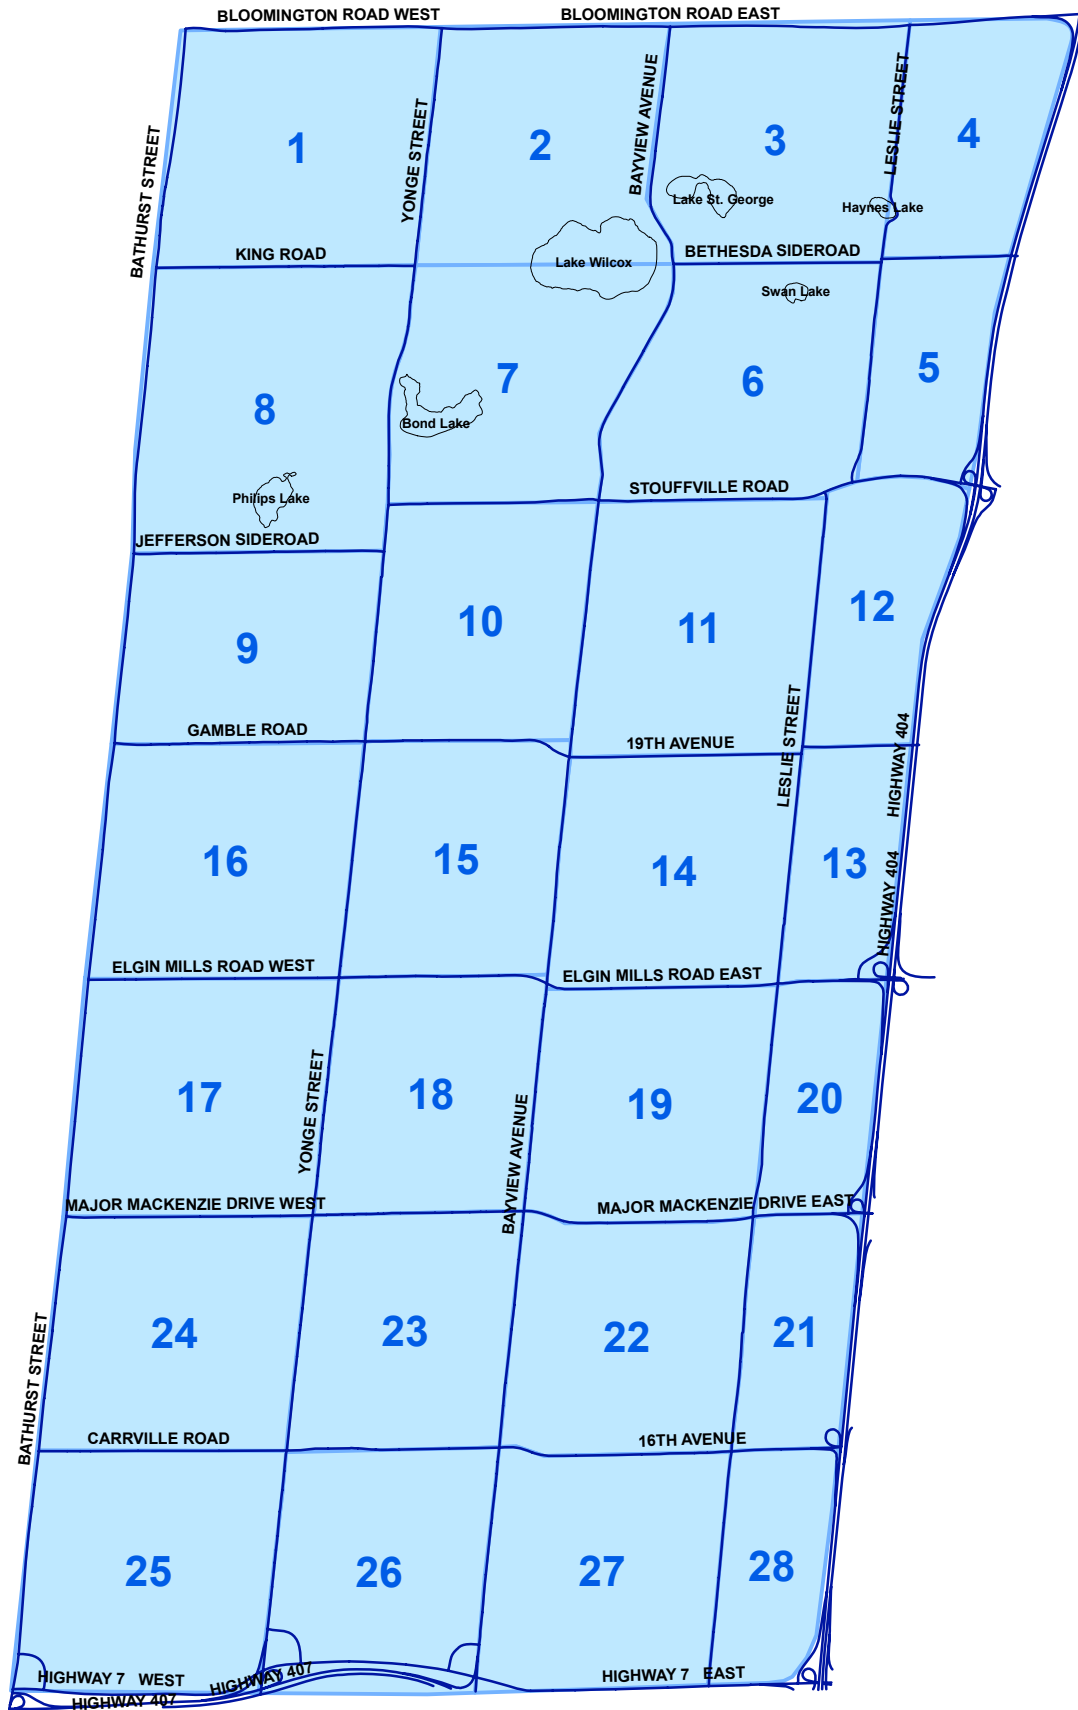 BLOOMINGTON ROAD WEST
BLOOMINGTON ROAD EAST
BATHURST STREET
YONGE STREET
BAYVIEW AVENUE
LESLIE STREET
1
2
3
4
Lake St. George
Haynes Lake
KING ROAD
Lake Wilcox
BETHESDA SIDEROAD
Swan Lake
8
7
6
5
Bond Lake
Philips Lake
STOUFFVILLE ROAD
JEFFERSON SIDEROAD
9
10
11
12
GAMBLE ROAD
19TH AVENUE
LESLIE STREET
HIGHWAY 404
16
15
14
13
HIGHWAY 404
ELGIN MILLS ROAD WEST
ELGIN MILLS ROAD EAST
17
18
19
20
YONGE STREET
BAYVIEW AVENUE
MAJOR MACKENZIE DRIVE WEST
MAJOR MACKENZIE DRIVE EAST
24
23
22
21
BATHURST STREET
CARRVILLE ROAD
16TH AVENUE
25
26
27
28
HIGHWAY 7 WEST
HIGHWAY 407
HIGHWAY 7 EAST
HIGHWAY 407